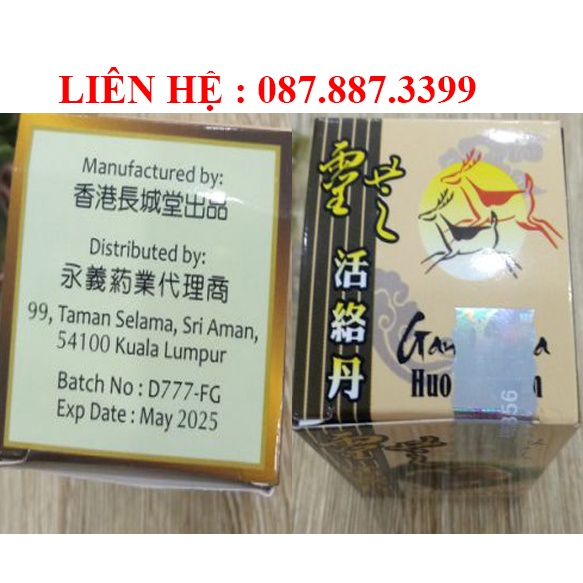 LIÊN HỆ : 087.887.3399
Manufactured by:
香港長城堂出品
Distributed by:
永義葯業代理商
99, Taman Selama, Sri Aman,
54100 Kuala Lumpur
Batch No : D777-FG
Exp Date : May 2025
靈芝
活絡丹
Huo